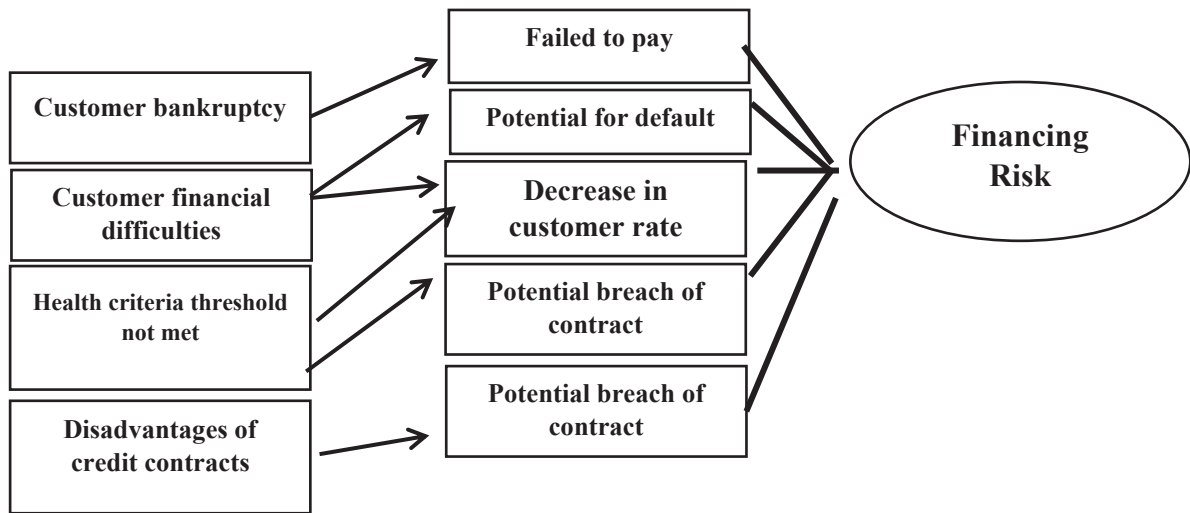 Customer bankruptcy
Customer financial
difficulties
Health criteria threshold
not met
Disadvantages of
credit contracts
Failed to pay
Potential for default
Decrease in
customer rate
Potential breach of
contract
Potential breach of
contract
Financing
Risk